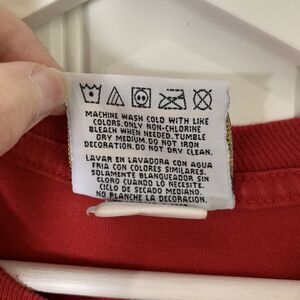 MACHINE WASH COLD WITH LIKE
COLORS. ONLY NON-CHLORINE
BLEACH WHEN NEEDED. TUMBLE
DRY MEDIUM. DO NOT IRON
DECORATION. DO NOT DRY CLEAN.
LAVAR EN LAVADORA CON AGUA
FRIA CON COLORES SIMILARES.
SOLAMENTE BLANQUEADOR SIN
CLORO CUANDO LO NECESITE.
CICLO DE SECADO MEDIANO.
NO PLANCHE LA DECORACION.